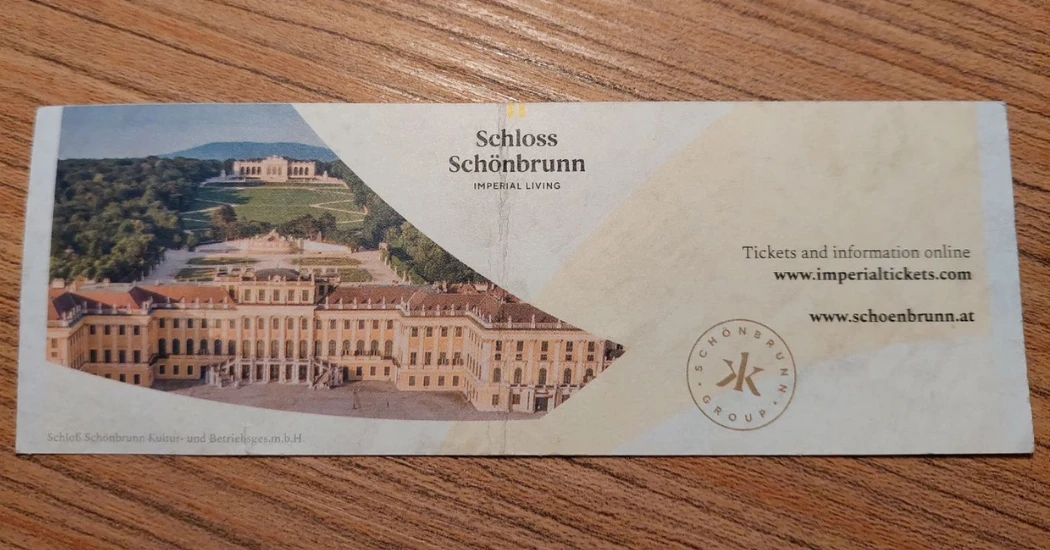 Schloss
Schönbrunn
IMPERIAL LIVING
Tickets and information online
www.imperialtickets.com
www.schoenbrunn.at
· SCHÖNBRUNN ·
GROUP
Schloß Schönbrunn Kultur- und Betriebsges.m.b.H.